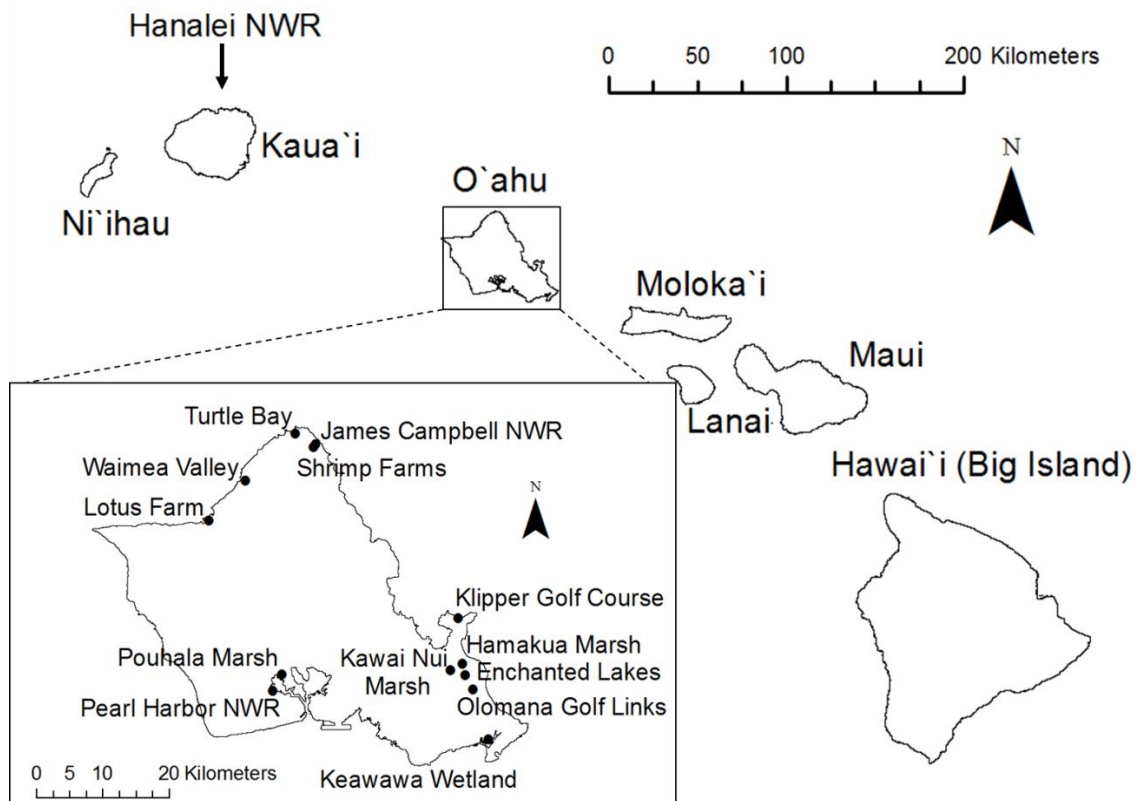 Hanalei NWR
0 50 100 200 Kilometers
Kaua`i
N
O`ahu
Ni`ihau
Moloka`i
Maui
Lanai
Turtle Bay
James Campbell NWR
Shrimp Farms
Waimea Valley
Lotus Farm
N
Klipper Golf Course
Hamakua Marsh
Pouhala Marsh
Kawai Nui
Marsh
Enchanted Lakes
Pearl Harbor NWR
Olomana Golf Links
Keawawa Wetland
0 5 10 20 Kilometers
Hawai`i (Big Island)